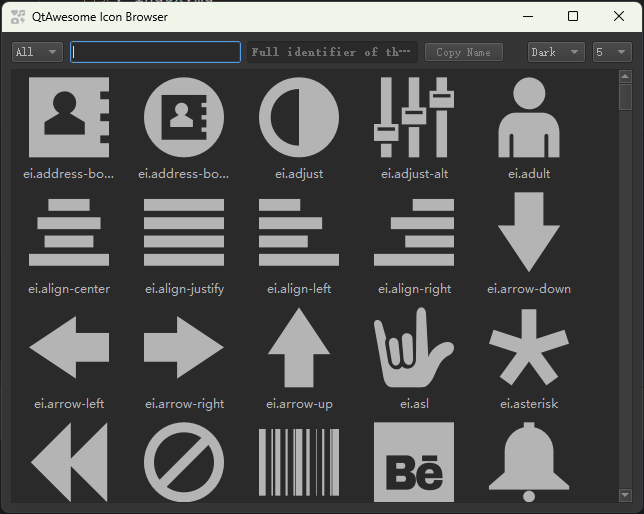 QtAwesome Icon Browser
All
Full identifier of th⋯
Copy Name
Dark
5
ei.address-bo...
ei.address-bo...
ei.adjust
ei.adjust-alt
ei.adult
ei.align-center
ei.align-justify
ei.align-left
ei.align-right
ei.arrow-down
ei.arrow-left
ei.arrow-right
ei.arrow-up
ei.asl
ei.asterisk
Bē